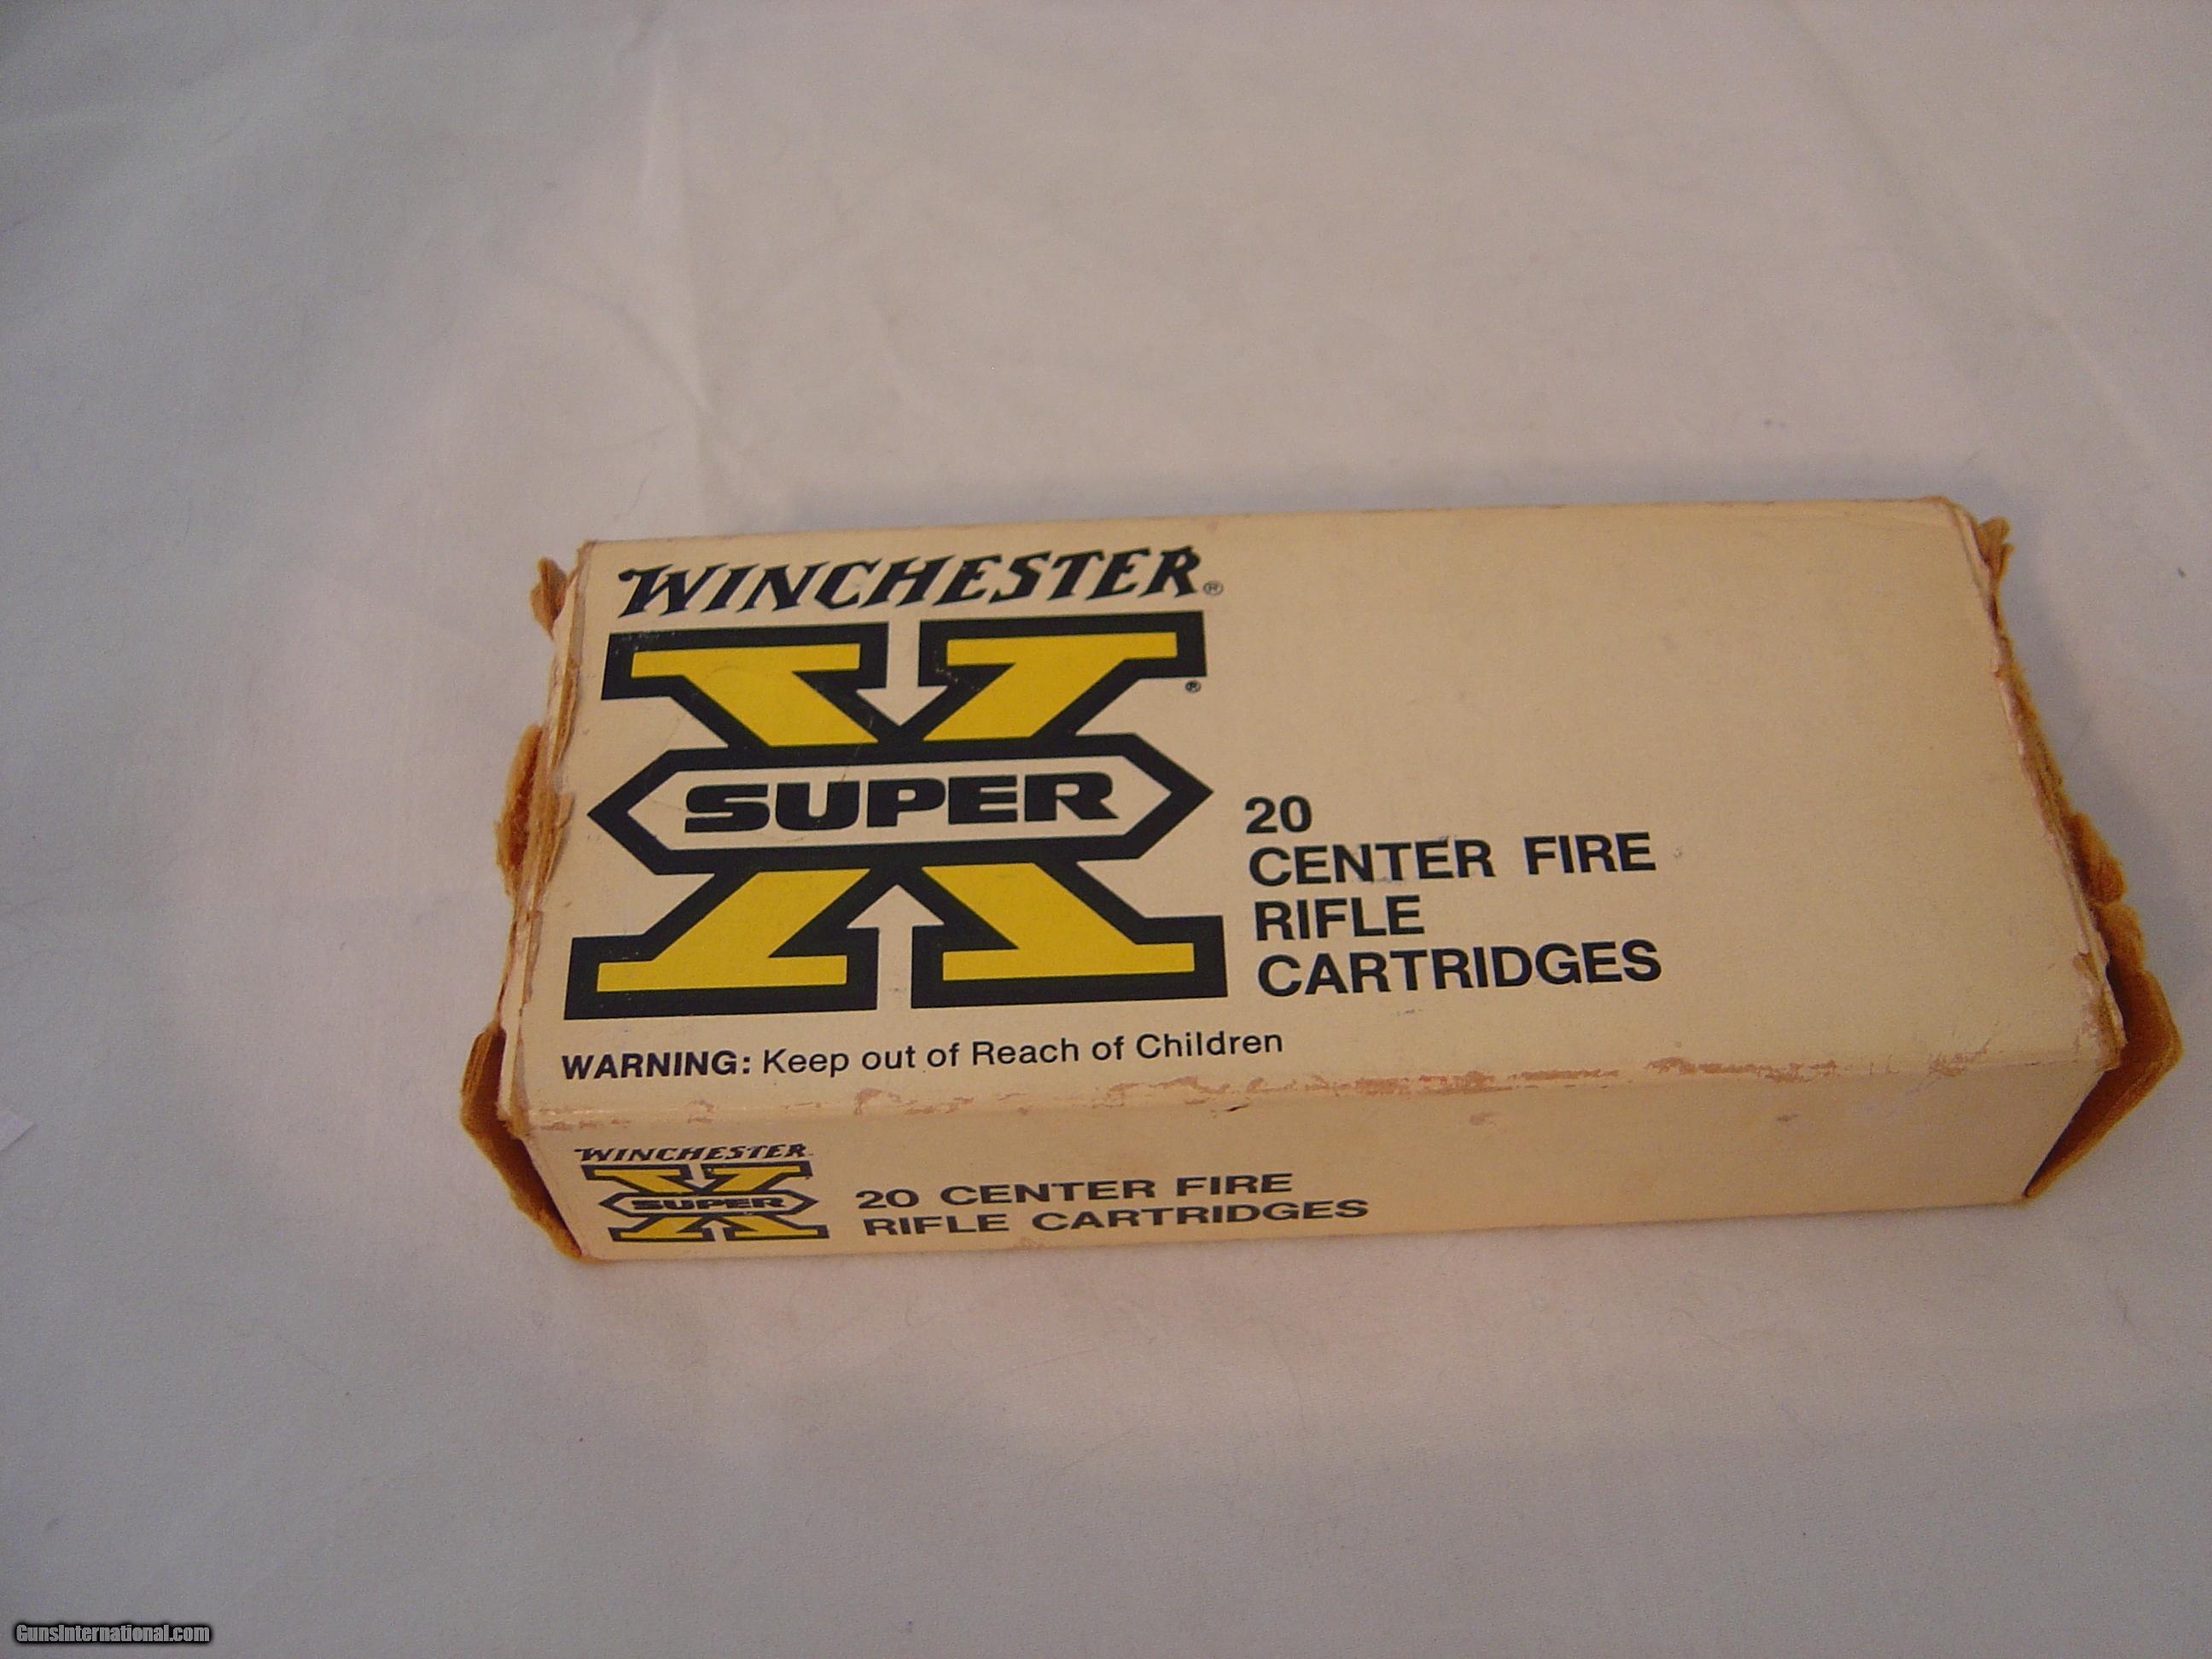 WINCHESTER®
X®
SUPER
20
CENTER FIRE
RIFLE
CARTRIDGES
WARNING: Keep out of Reach of Children
WINCHESTER
X
SUPER
20 CENTER FIRE
RIFLE CARTRIDGES
GunsInternational.com